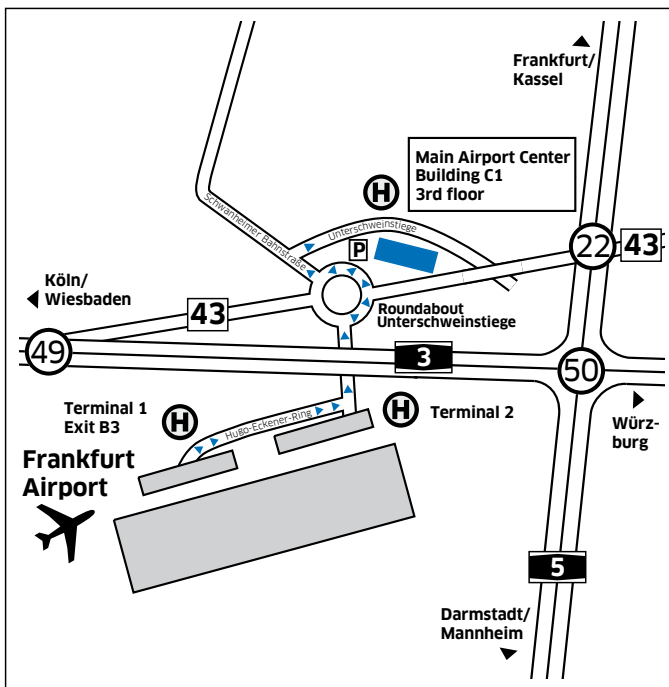 Frankfurt/
Kassel
Main Airport Center
Building C1
3rd floor
H
Schwanheimer Bahnstraße
Unterschweinstiege
P
22
43
Köln/
Wiesbaden
43
Roundabout
Unterschweinstiege
49
3
50
Terminal 1
Exit B3
H
Hugo-Eckener-Ring
H
Terminal 2
Würz-
burg
Frankfurt
Airport
5
Darmstadt/
Mannheim